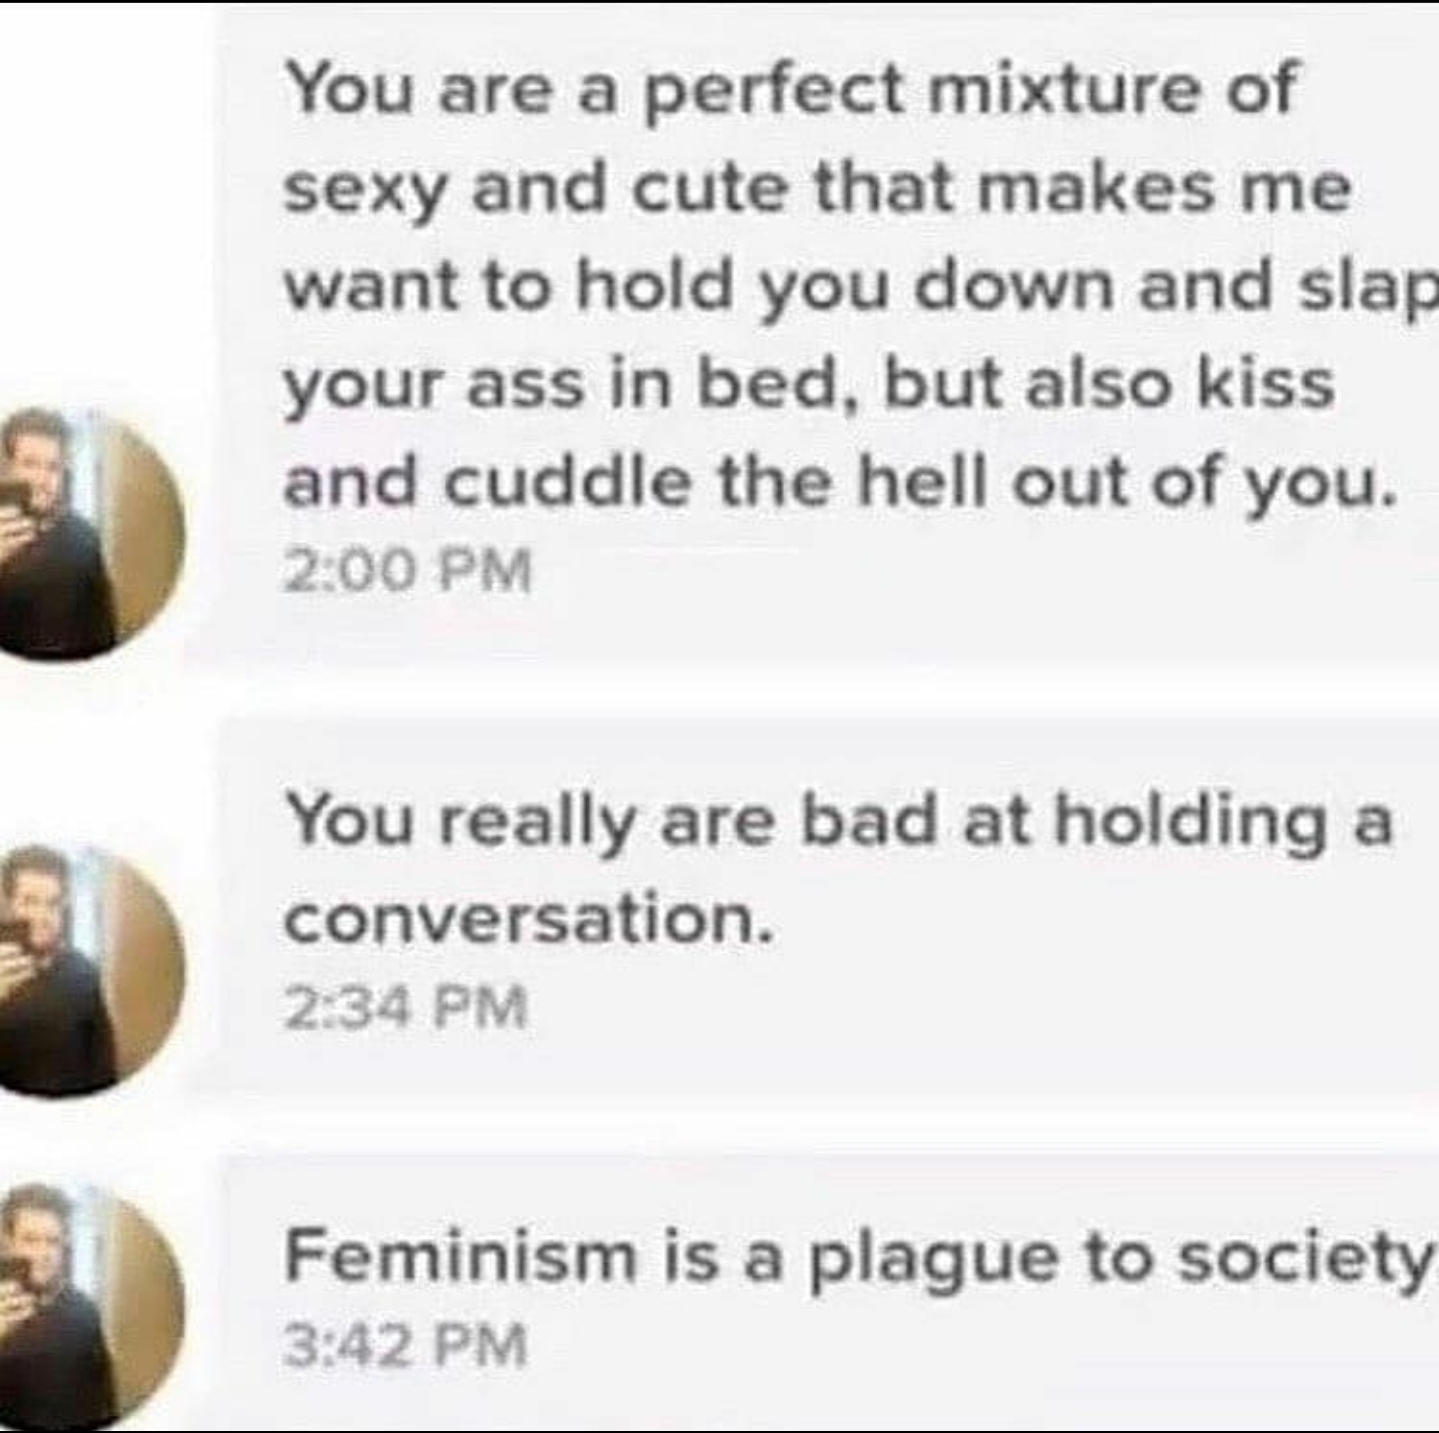 You are a perfect mixture of
sexy and cute that makes me
want to hold you down and slap
your ass in bed, but also kiss
and cuddle the hell out of you.
2:00 PM
You really are bad at holding a
conversation.
2:34 PM
Feminism is a plague to society.
3:42 PM